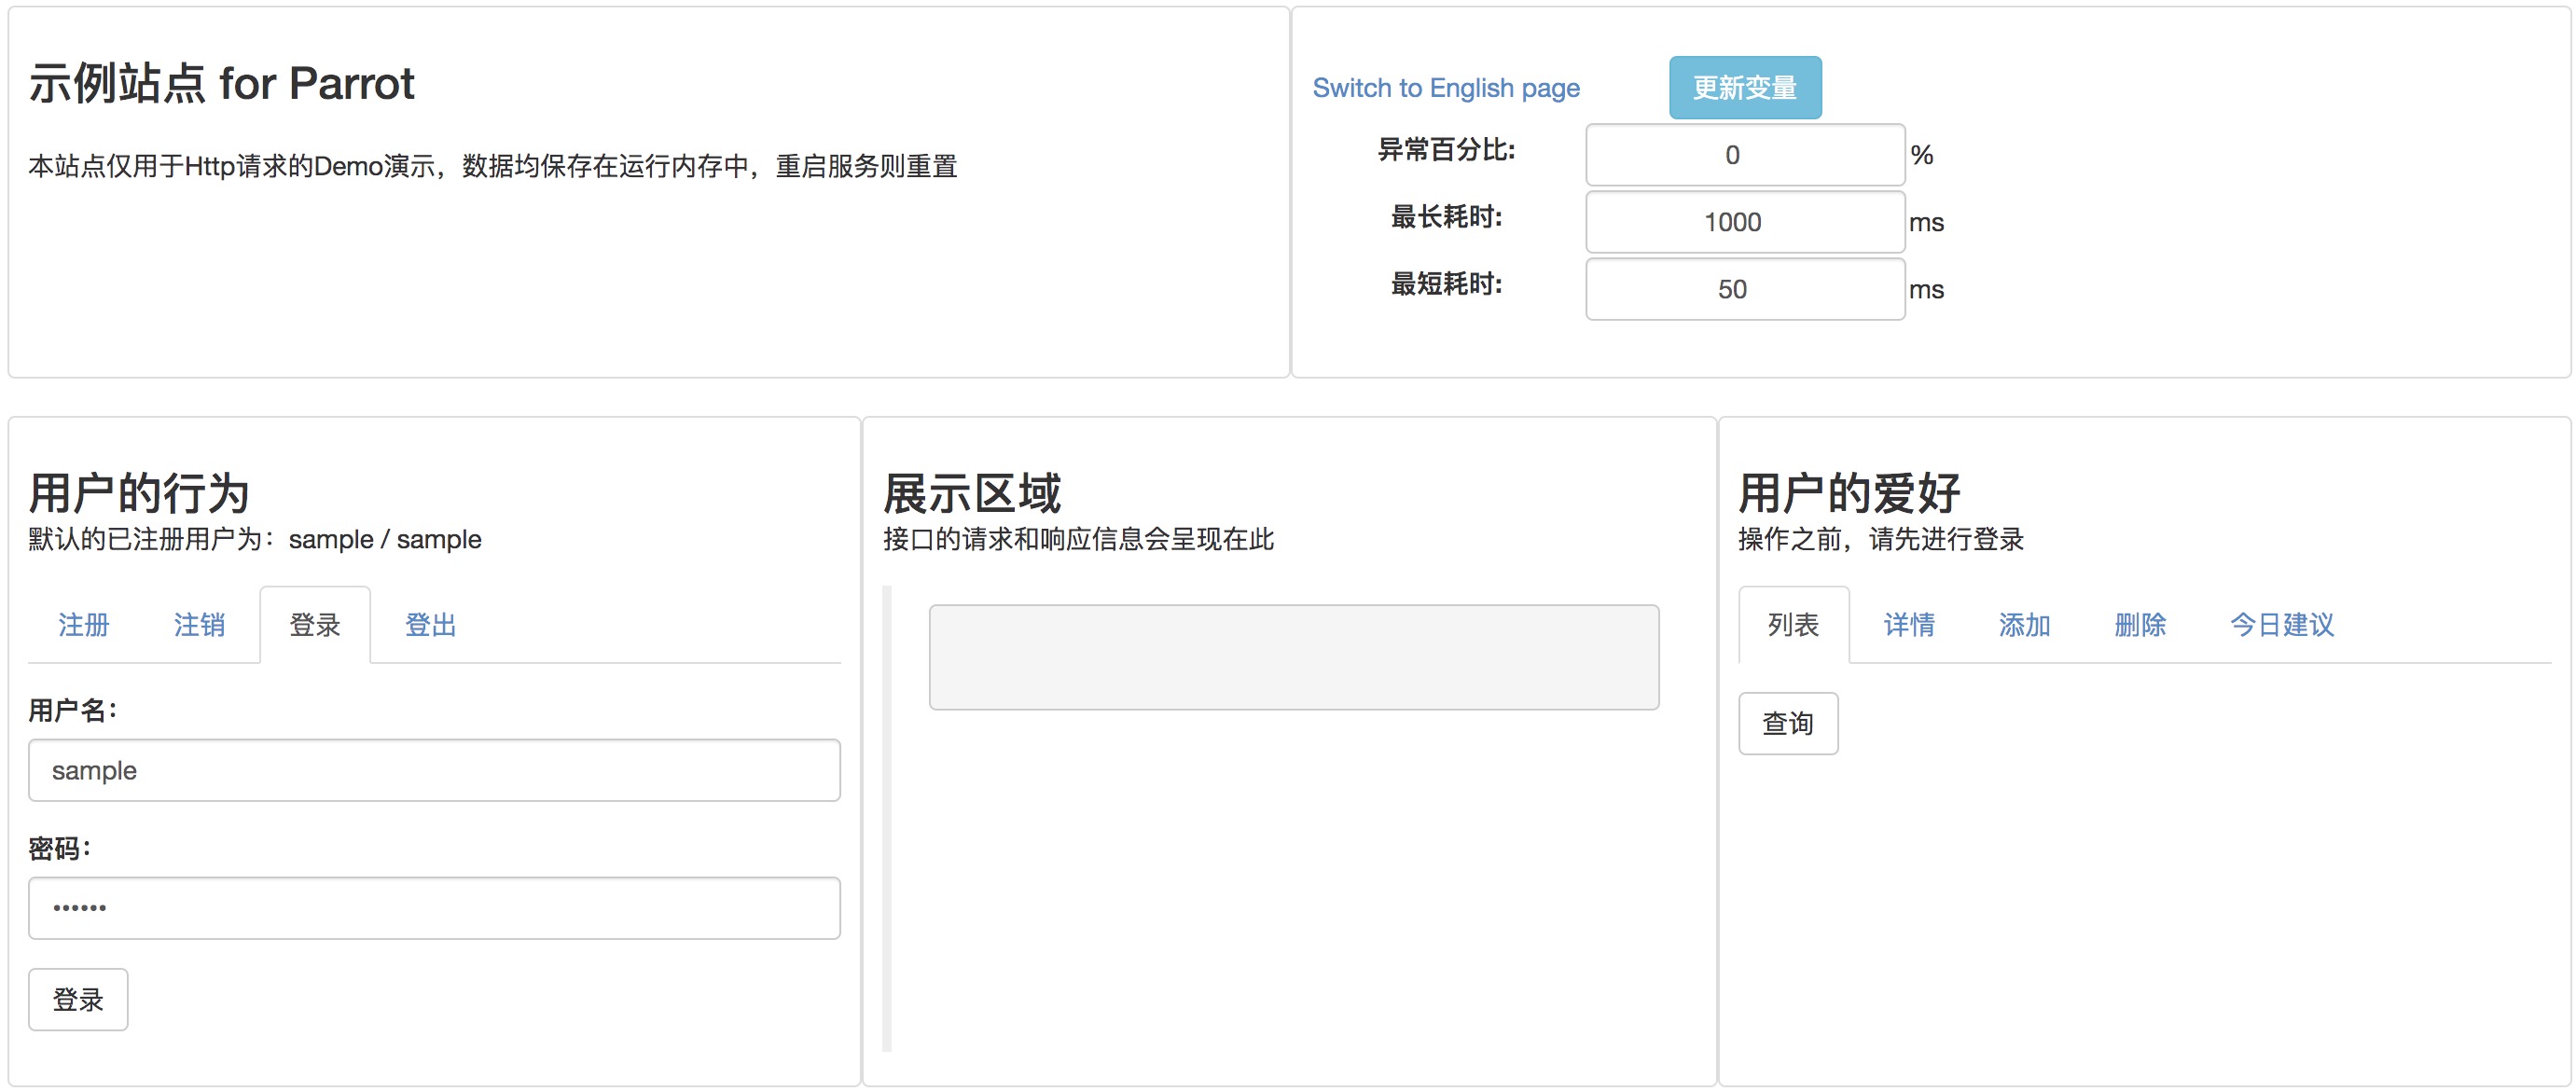 示例站点 for Parrot
本站点仅用于Http请求的Demo演示，数据均保存在运行内存中，重启服务则重置
Switch to English page 更新变量
异常百分比: 0 %
最长耗时: 1000 ms
最短耗时: 50 ms
用户的行为
默认的已注册用户为：sample / sample
注册 注销 登录 登出
用户名：
sample
密码：
••••••
登录
展示区域
接口的请求和响应信息会呈现在此
用户的爱好
操作之前，请先进行登录
列表 详情 添加 删除 今日建议
查询